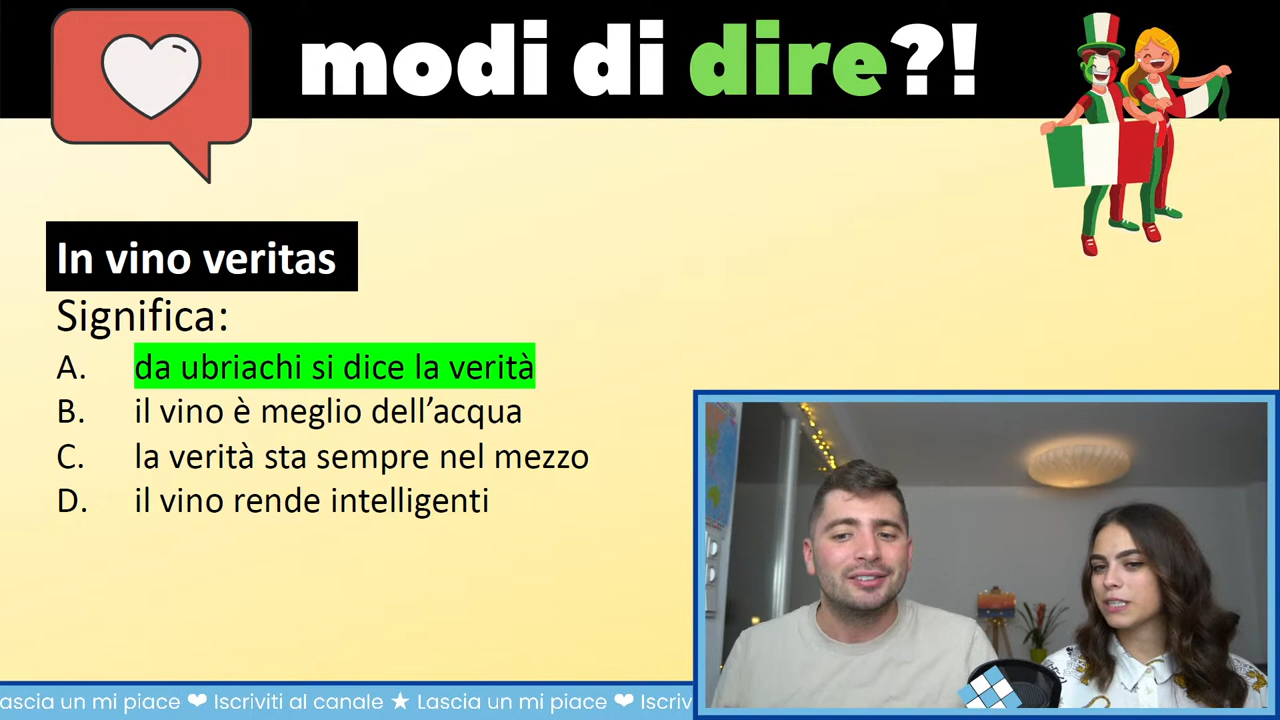 modi di dire?!
In vino veritas
Significa:
A. da ubriachi si dice la verità
B. il vino è meglio dell’acqua
C. la verità sta sempre nel mezzo
D. il vino rende intelligenti
ascia un mi piace ❤ Iscriviti al canale ★ Lascia un mi piace ❤ Iscriv